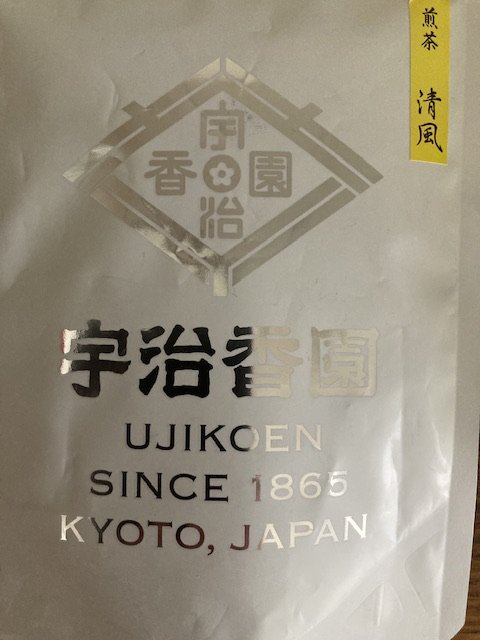 煎茶 清風
宇
香 園
治
宇治香園
UJIKOEN
SINCE 1865
KYOTO, JAPAN